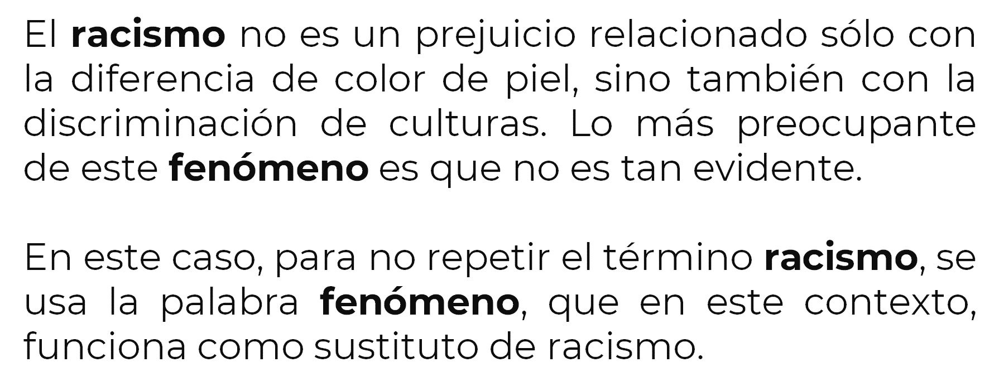 El racismo no es un prejuicio relacionado sólo con
la diferencia de color de piel, sino también con la
discriminación de culturas. Lo más preocupante
de este fenómeno es que no es tan evidente.
En este caso, para no repetir el término racismo, se
usa la palabra fenómeno, que en este contexto,
funciona como sustituto de racismo.